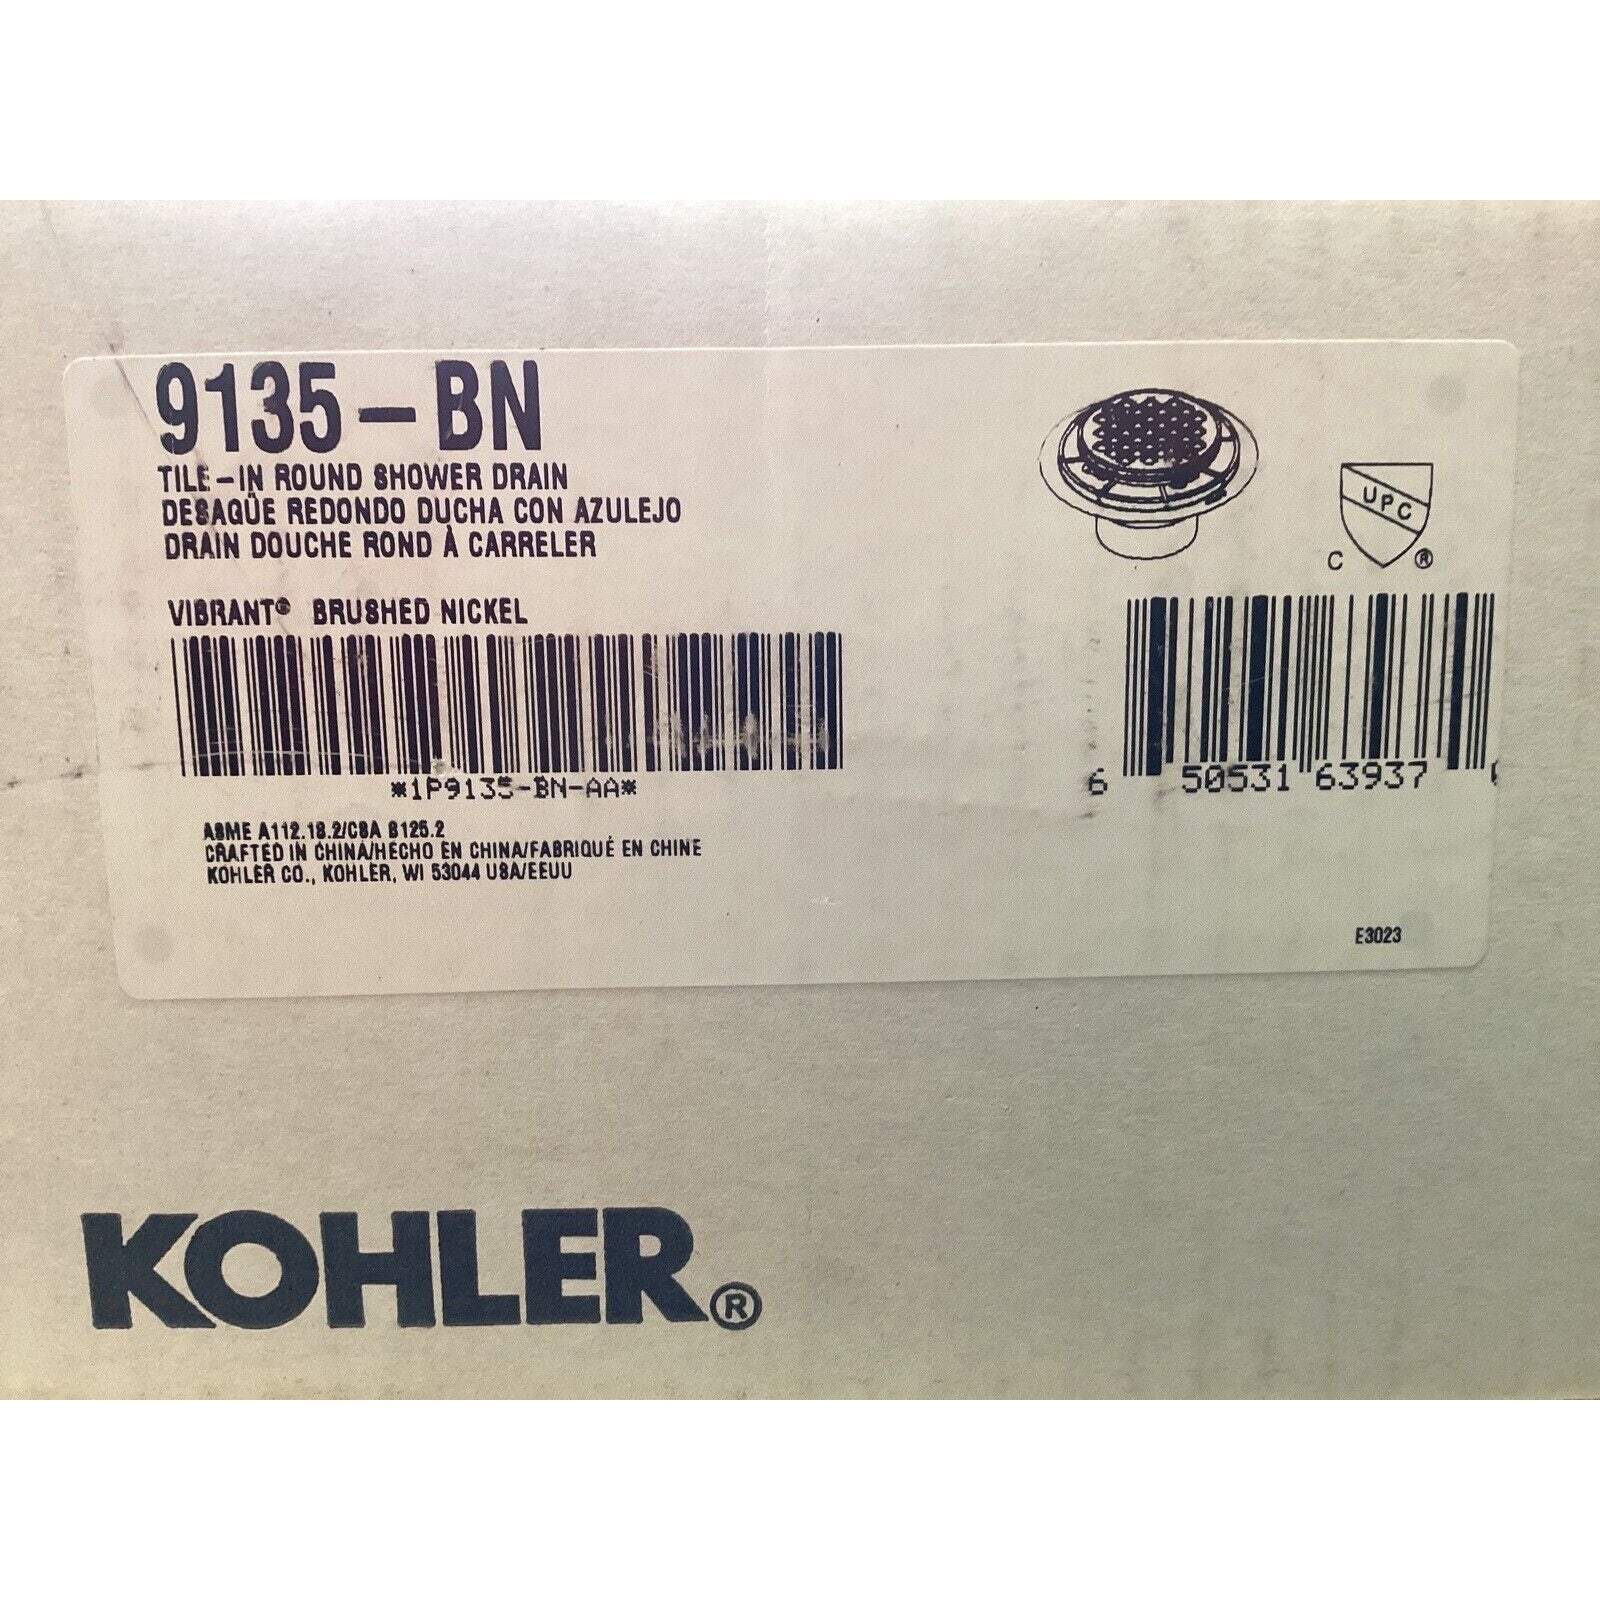 9135-BN
TILE-IN ROUND SHOWER DRAIN
DESAGÜE REDONDO DUCHA CON AZULEJO
DRAIN DOUCHE ROND À CARRELER
VIBRANT® BRUSHED NICKEL
*1P9135-BN-AA*
ASME A112.18.2/CSA B125.2
CRAFTED IN CHINA/HECHO EN CHINA/FABRIQUÉ EN CHINE
KOHLER CO., KOHLER, WI 53044 USA/EEUU
UPC
C ®
6 50531 63937
E3023
KOHLER®